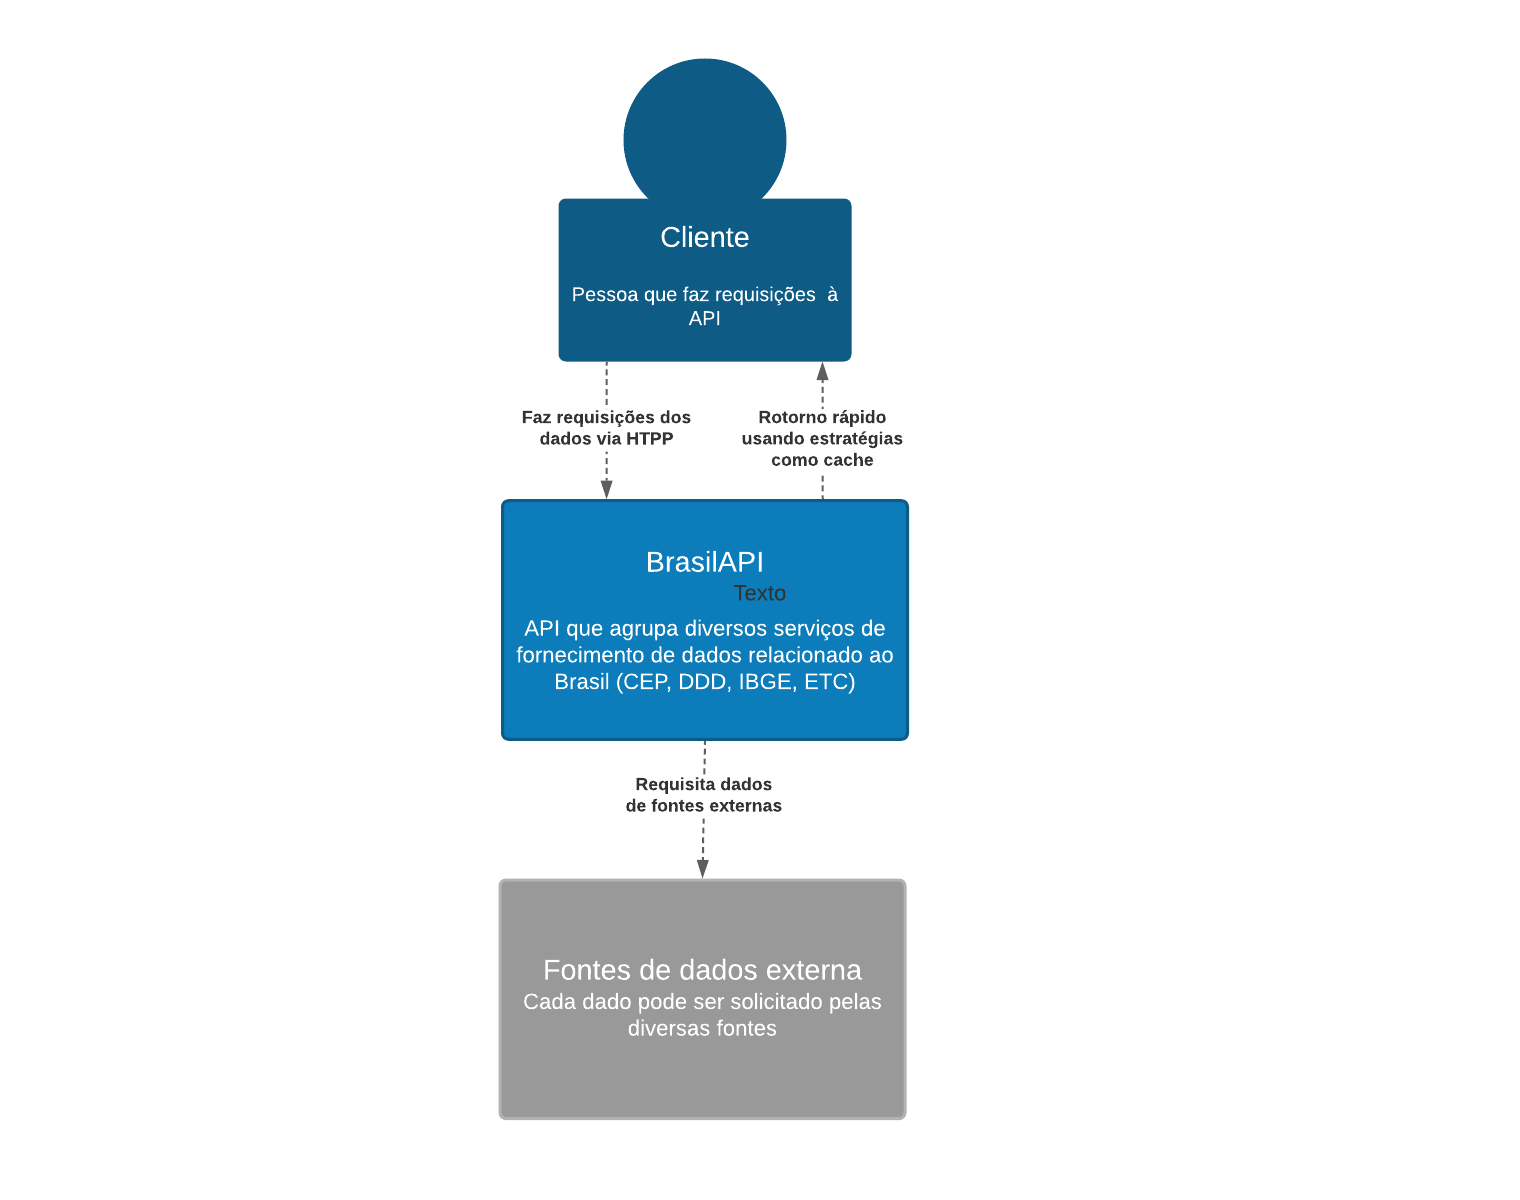 Cliente
Pessoa que faz requisições  à
API
Faz requisições dos
dados via HTPP
Rotorno rápido
usando estratégias
como cache
BrasilAPI
Texto
API que agrupa diversos serviços de
fornecimento de dados relacionado ao
Brasil (CEP, DDD, IBGE, ETC)
Requisita dados
de fontes externas
Fontes de dados externa
Cada dado pode ser solicitado pelas
diversas fontes